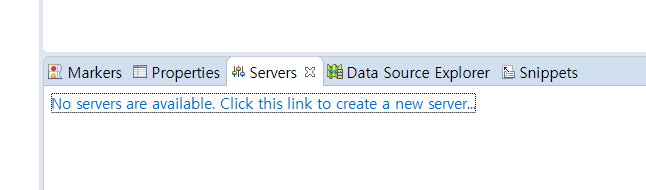 Markers Properties Servers Data Source Explorer Snippets
No servers are available. Click this link to create a new server...